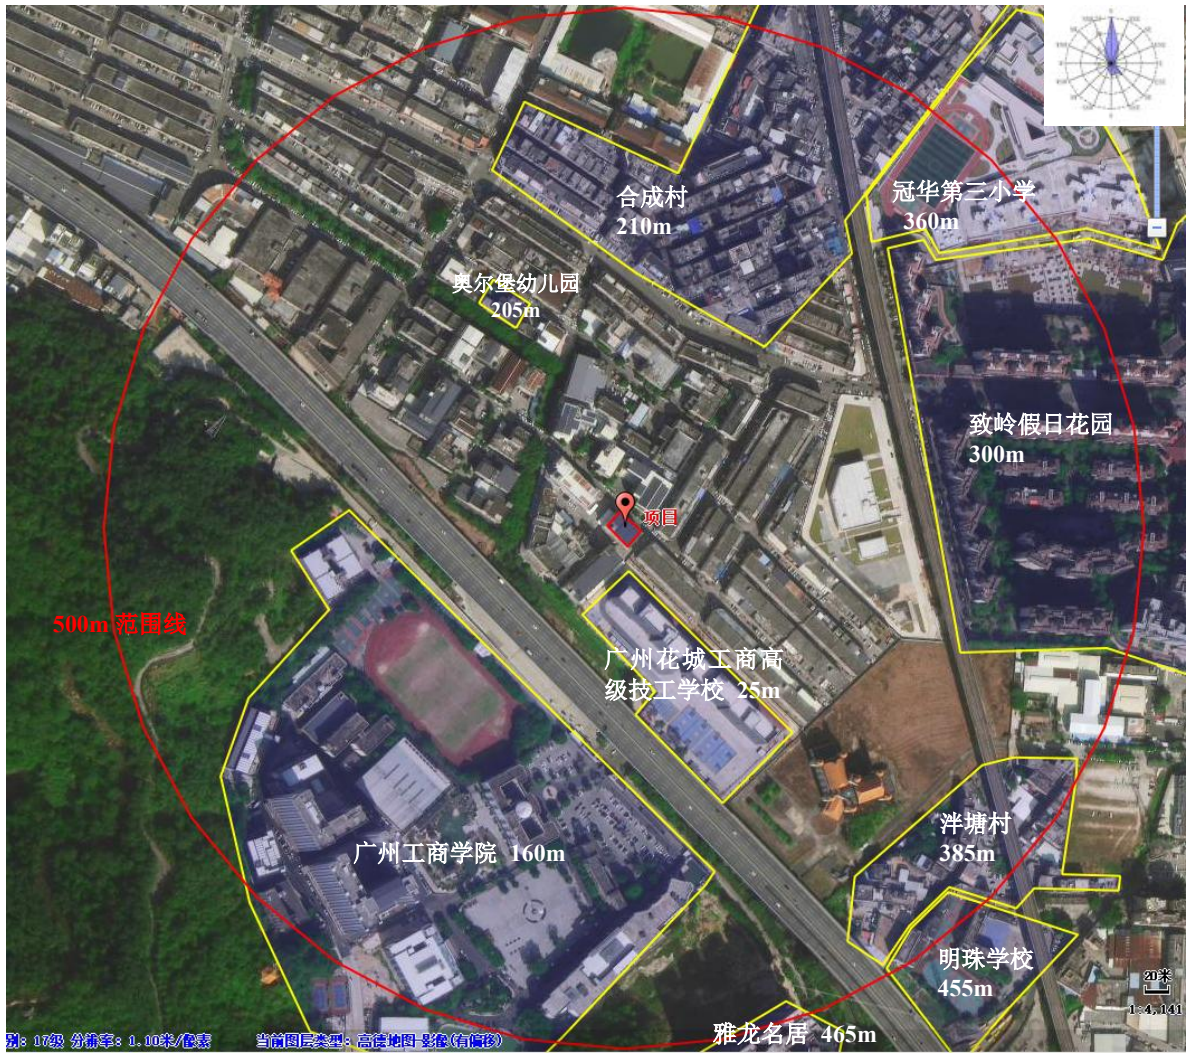 合成村
210m
冠华第三小学
360m
奥尔堡幼儿园
205m
致岭假日花园
300m
项目
500m 范围线
广州花城工商高
级技工学校 25m
广州工商学院 160m
泮塘村
385m
明珠学校
455m
雅龙名居 465m
20米
1:4,141
别: 17级 分辨率: 1.10米/像素
当前图层类型: 高德地图·影像(有偏移)